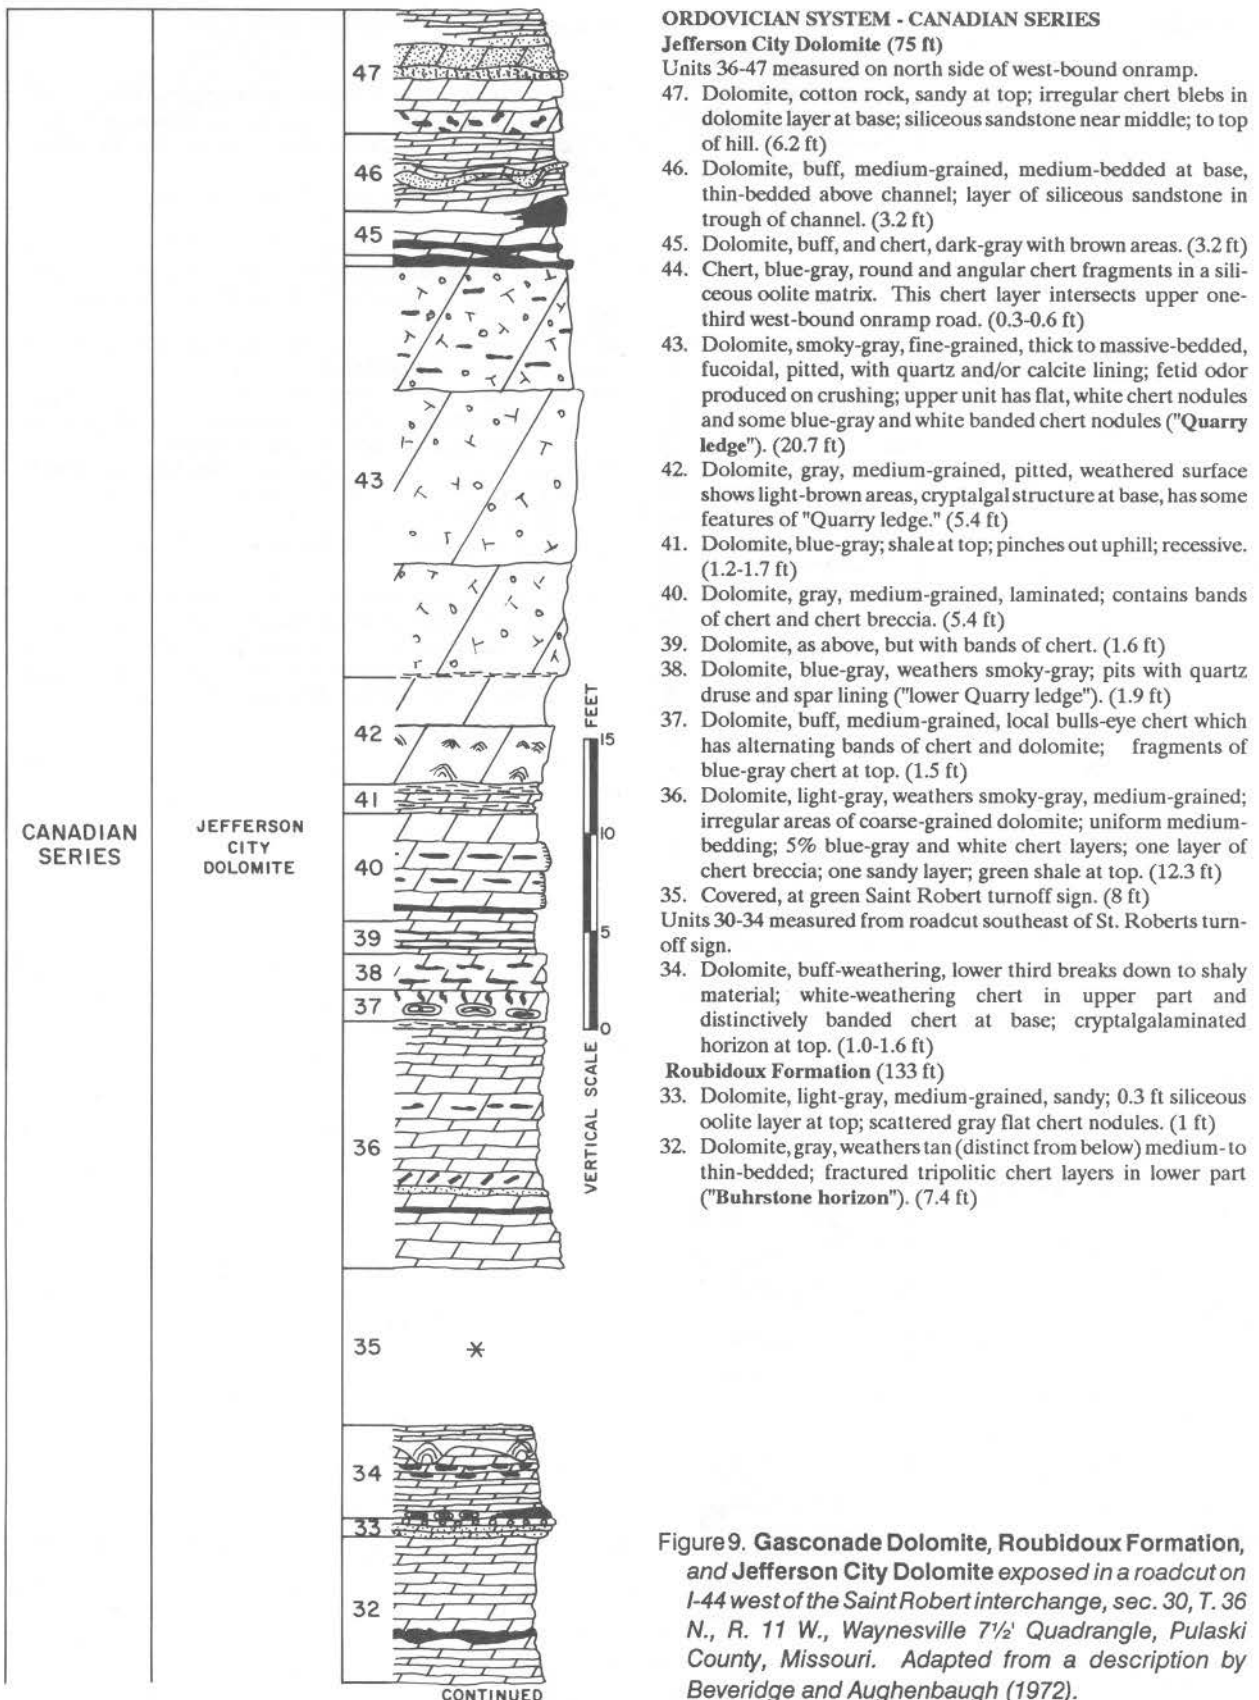 CANADIAN
SERIES
JEFFERSON
CITY
DOLOMITE
47
46
45
43
42
41
40
39
38
37
36
35
34
33
32
CONTINUED
VERTICAL SCALE FEET
15
10
5
0
ORDOVICIAN SYSTEM - CANADIAN SERIES
Jefferson City Dolomite (75 ft)
Units 36-47 measured on north side of west-bound onramp.
47. Dolomite, cotton rock, sandy at top; irregular chert blebs in
dolomite layer at base; siliceous sandstone near middle; to top
of hill. (6.2 ft)
46. Dolomite, buff, medium-grained, medium-bedded at base,
thin-bedded above channel; layer of siliceous sandstone in
trough of channel. (3.2 ft)
45. Dolomite, buff, and chert, dark-gray with brown areas. (3.2 ft)
44. Chert, blue-gray, round and angular chert fragments in a sili-
ceous oolite matrix. This chert layer intersects upper one-
third west-bound onramp road. (0.3-0.6 ft)
43. Dolomite, smoky-gray, fine-grained, thick to massive-bedded,
fucoidal, pitted, with quartz and/or calcite lining; fetid odor
produced on crushing; upper unit has flat, white chert nodules
and some blue-gray and white banded chert nodules ("Quarry
ledge"). (20.7 ft)
42. Dolomite, gray, medium-grained, pitted, weathered surface
shows light-brown areas, cryptalgal structure at base, has some
features of "Quarry ledge." (5.4 ft)
41. Dolomite, blue-gray; shale at top; pinches out uphill; recessive.
(1.2-1.7 ft)
40. Dolomite, gray, medium-grained, laminated; contains bands
of chert and chert breccia. (5.4 ft)
39. Dolomite, as above, but with bands of chert. (1.6 ft)
38. Dolomite, blue-gray, weathers smoky-gray; pits with quartz
druse and spar lining ("lower Quarry ledge"). (1.9 ft)
37. Dolomite, buff, medium-grained, local bulls-eye chert which
has alternating bands of chert and dolomite; fragments of
blue-gray chert at top. (1.5 ft)
36. Dolomite, light-gray, weathers smoky-gray, medium-grained;
irregular areas of coarse-grained dolomite; uniform medium-
bedding; 5% blue-gray and white chert layers; one layer of
chert breccia; one sandy layer; green shale at top. (12.3 ft)
35. Covered, at green Saint Robert turnoff sign. (8 ft)
Units 30-34 measured from roadcut southeast of St. Roberts turn-
off sign.
34. Dolomite, buff-weathering, lower third breaks down to shaly
material; white-weathering chert in upper part and
distinctively banded chert at base; cryptalgalaminated
horizon at top. (1.0-1.6 ft)
Roubidoux Formation (133 ft)
33. Dolomite, light-gray, medium-grained, sandy; 0.3 ft siliceous
oolite layer at top; scattered gray flat chert nodules. (1 ft)
32. Dolomite, gray, weathers tan (distinct from below) medium- to
thin-bedded; fractured tripolitic chert layers in lower part
("Buhrstone horizon"). (7.4 ft)
Figure 9. Gasconade Dolomite, Roubidoux Formation,
and Jefferson City Dolomite exposed in a roadcut on
I-44 west of the Saint Robert interchange, sec. 30, T. 36
N., R. 11 W., Waynesville 7½' Quadrangle, Pulaski
County, Missouri. Adapted from a description by
Beveridge and Aughenbaugh (1972).